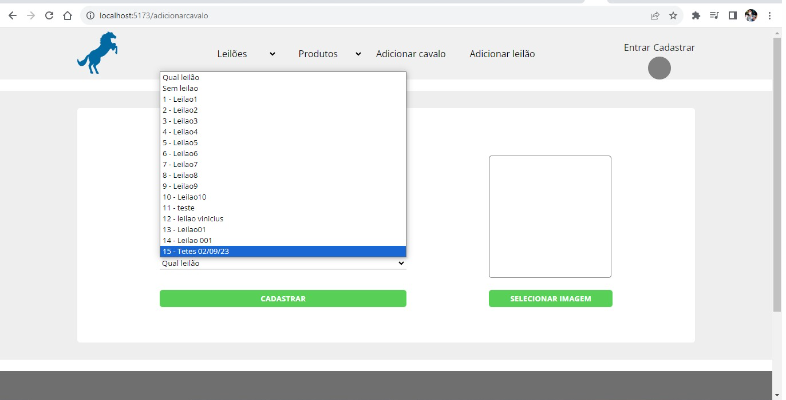 localhost:5173/adicionarcavalo
Leilões
Produtos
Adicionar cavalo
Adicionar leilão
Entrar Cadastrar
Qual leilão
Sem leilao
1 - Leilao1
2 - Leilao2
3 - Leilao3
4 - Leilao4
5 - Leilao5
6 - Leilao6
7 - Leilao7
8 - Leilao8
9 - Leilao9
10 - Leilao10
11 - teste
12 - leilao vinicius
13 - Leilao01
14 - Leilao 001
15 - Tetes 02/09/23
Qual leilão
CADASTRAR
SELECIONAR IMAGEM